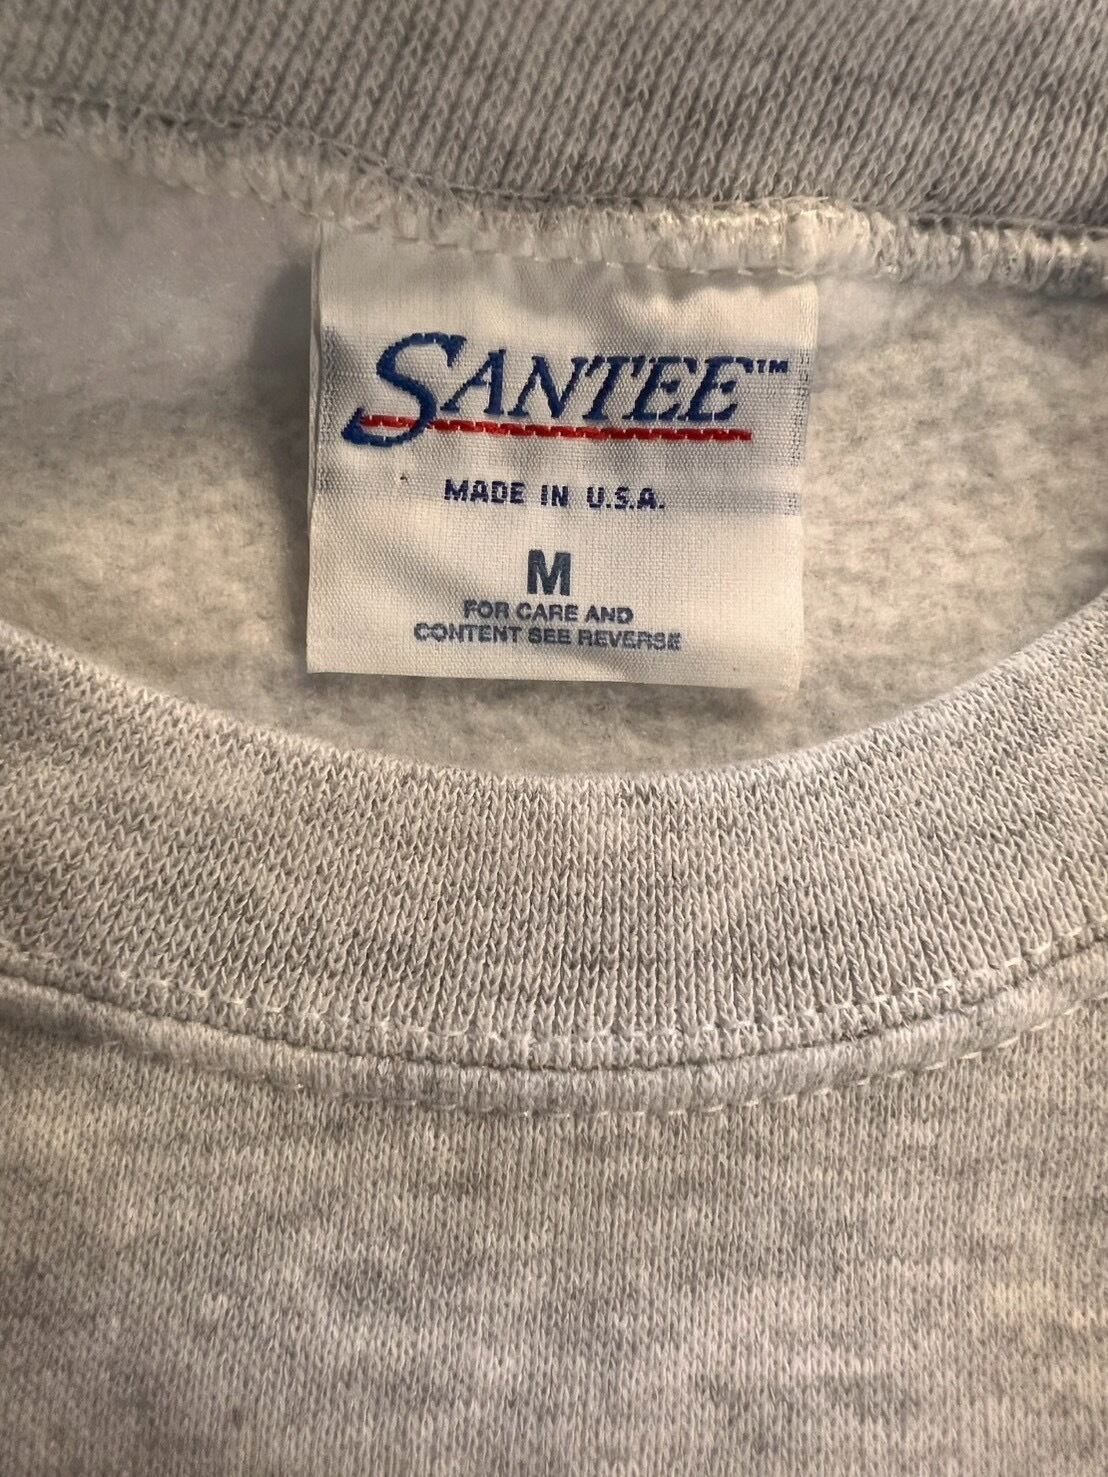 SANTEE™
MADE IN U.S.A.
M
FOR CARE AND
CONTENT SEE REVERSE